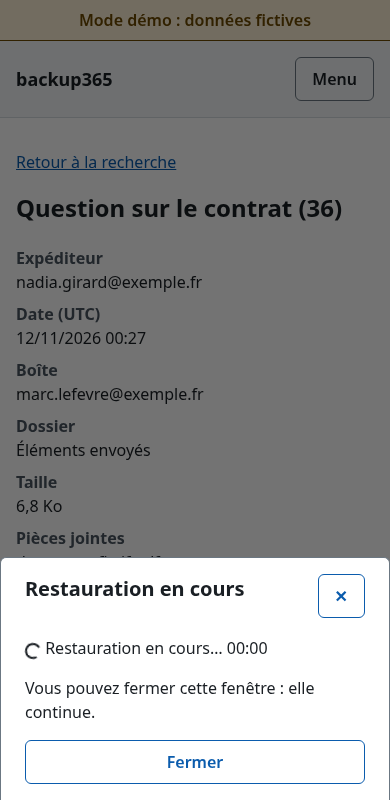 Mode démo : données fictives
backup365
Menu
Retour à la recherche
Question sur le contrat (36)
Expéditeur
nadia.girard@exemple.fr
Date (UTC)
12/11/2026 00:27
Boîte
marc.lefevre@exemple.fr
Dossier
Éléments envoyés
Taille
6,8 Ko
Pièces jointes
Restauration en cours
×
Restauration en cours... 00:00
Vous pouvez fermer cette fenêtre : elle
continue.
Fermer